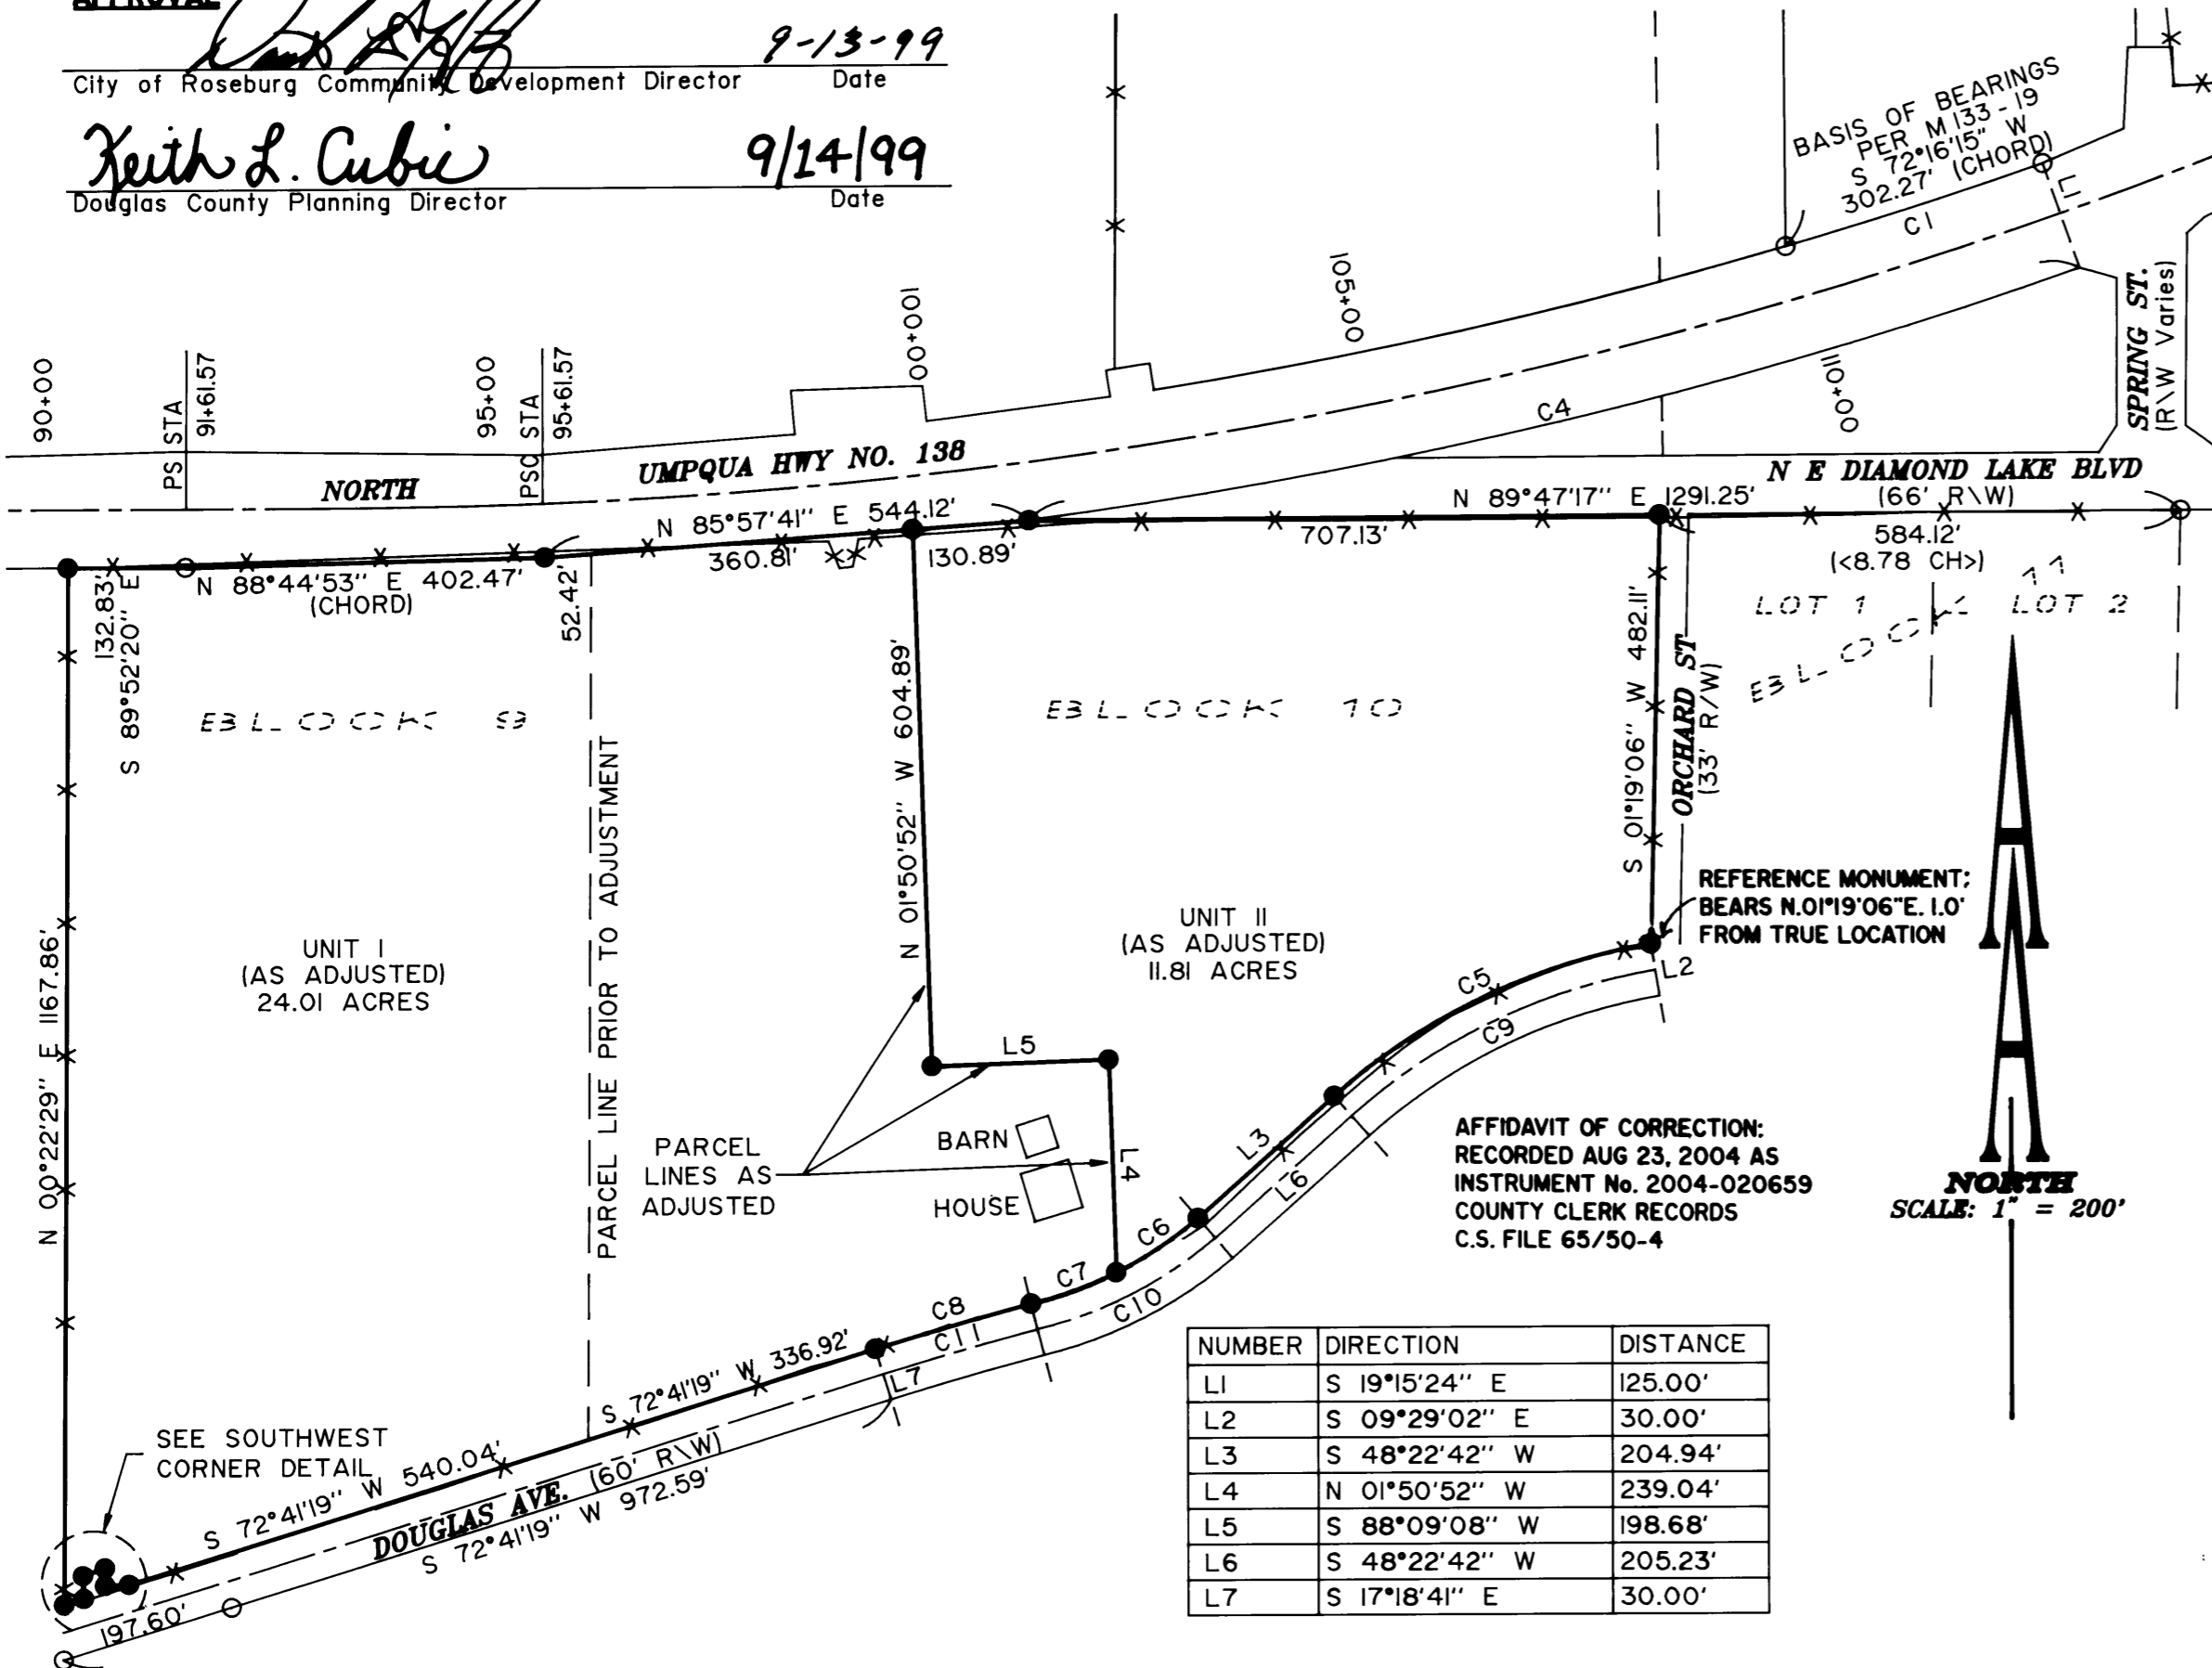 APPROVAL
9-13-99
City of Roseburg Community Development Director Date
Keith L. Cubic
9/14/99
Douglas County Planning Director Date
BASIS OF BEARINGS
PER M 133 - 19
S 72°16'15" W
302.27' (CHORD)
L1
C1
SPRING ST.
(R\W Varies)
90+00
PS STA
91+61.57
95+00
PSC STA
95+61.57
100+00
105+00
110+00
C4
NORTH UMPQUA HWY NO. 138
N E DIAMOND LAKE BLVD
(66' R\W)
N 89°47'17" E 1291.25'
707.13'
584.12'
(<8.78 CH>)
N 85°57'41" E 544.12'
360.81'
130.89'
52.42'
N 88°44'53" E 402.47'
(CHORD)
132.83'
S 89°52'20" E
BLOCK 9
BLOCK 10
LOT 1
LOT 2
BLOCK 11
N 01°50'52" W 604.89'
S 01°19'06" W 482.11'
ORCHARD ST
(33' R/W)
REFERENCE MONUMENT:
BEARS N.01°19'06"E. 1.0'
FROM TRUE LOCATION
UNIT I
(AS ADJUSTED)
24.01 ACRES
UNIT II
(AS ADJUSTED)
11.81 ACRES
N 00°22'29" E 1167.86'
PARCEL LINE PRIOR TO ADJUSTMENT
L2
C5
C9
L5
L3
L6
L4
BARN
HOUSE
PARCEL
LINES AS
ADJUSTED
C6
C7
C10
C8
C11
L7
AFFIDAVIT OF CORRECTION:
RECORDED AUG 23, 2004 AS
INSTRUMENT No. 2004-020659
COUNTY CLERK RECORDS
C.S. FILE 65/50-4
NORTH
SCALE: 1" = 200'
SEE SOUTHWEST
CORNER DETAIL
S 72°41'19" W 336.92'
S 72°41'19" W 540.04'
DOUGLAS AVE. (60' R\W)
S 72°41'19" W 972.59'
197.60'
NUMBER DIRECTION DISTANCE
L1 S 19°15'24" E 125.00'
L2 S 09°29'02" E 30.00'
L3 S 48°22'42" W 204.94'
L4 N 01°50'52" W 239.04'
L5 S 88°09'08" W 198.68'
L6 S 48°22'42" W 205.23'
L7 S 17°18'41" E 30.00'